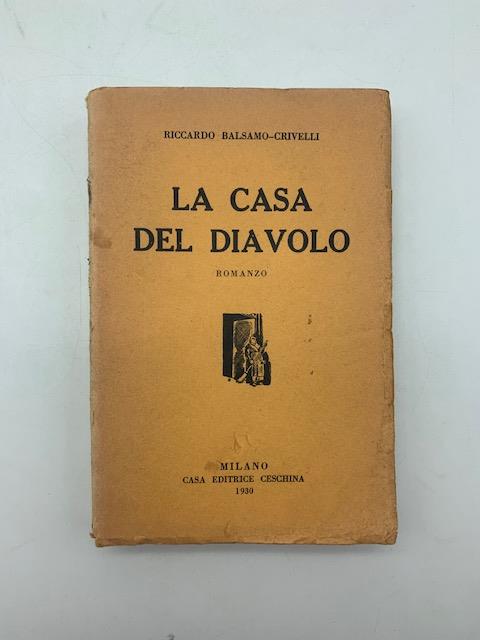 RICCARDO BALSAMO-CRIVELLI
LA CASA
DEL DIAVOLO
ROMANZO
MILANO
CASA EDITRICE CESCHINA
1930